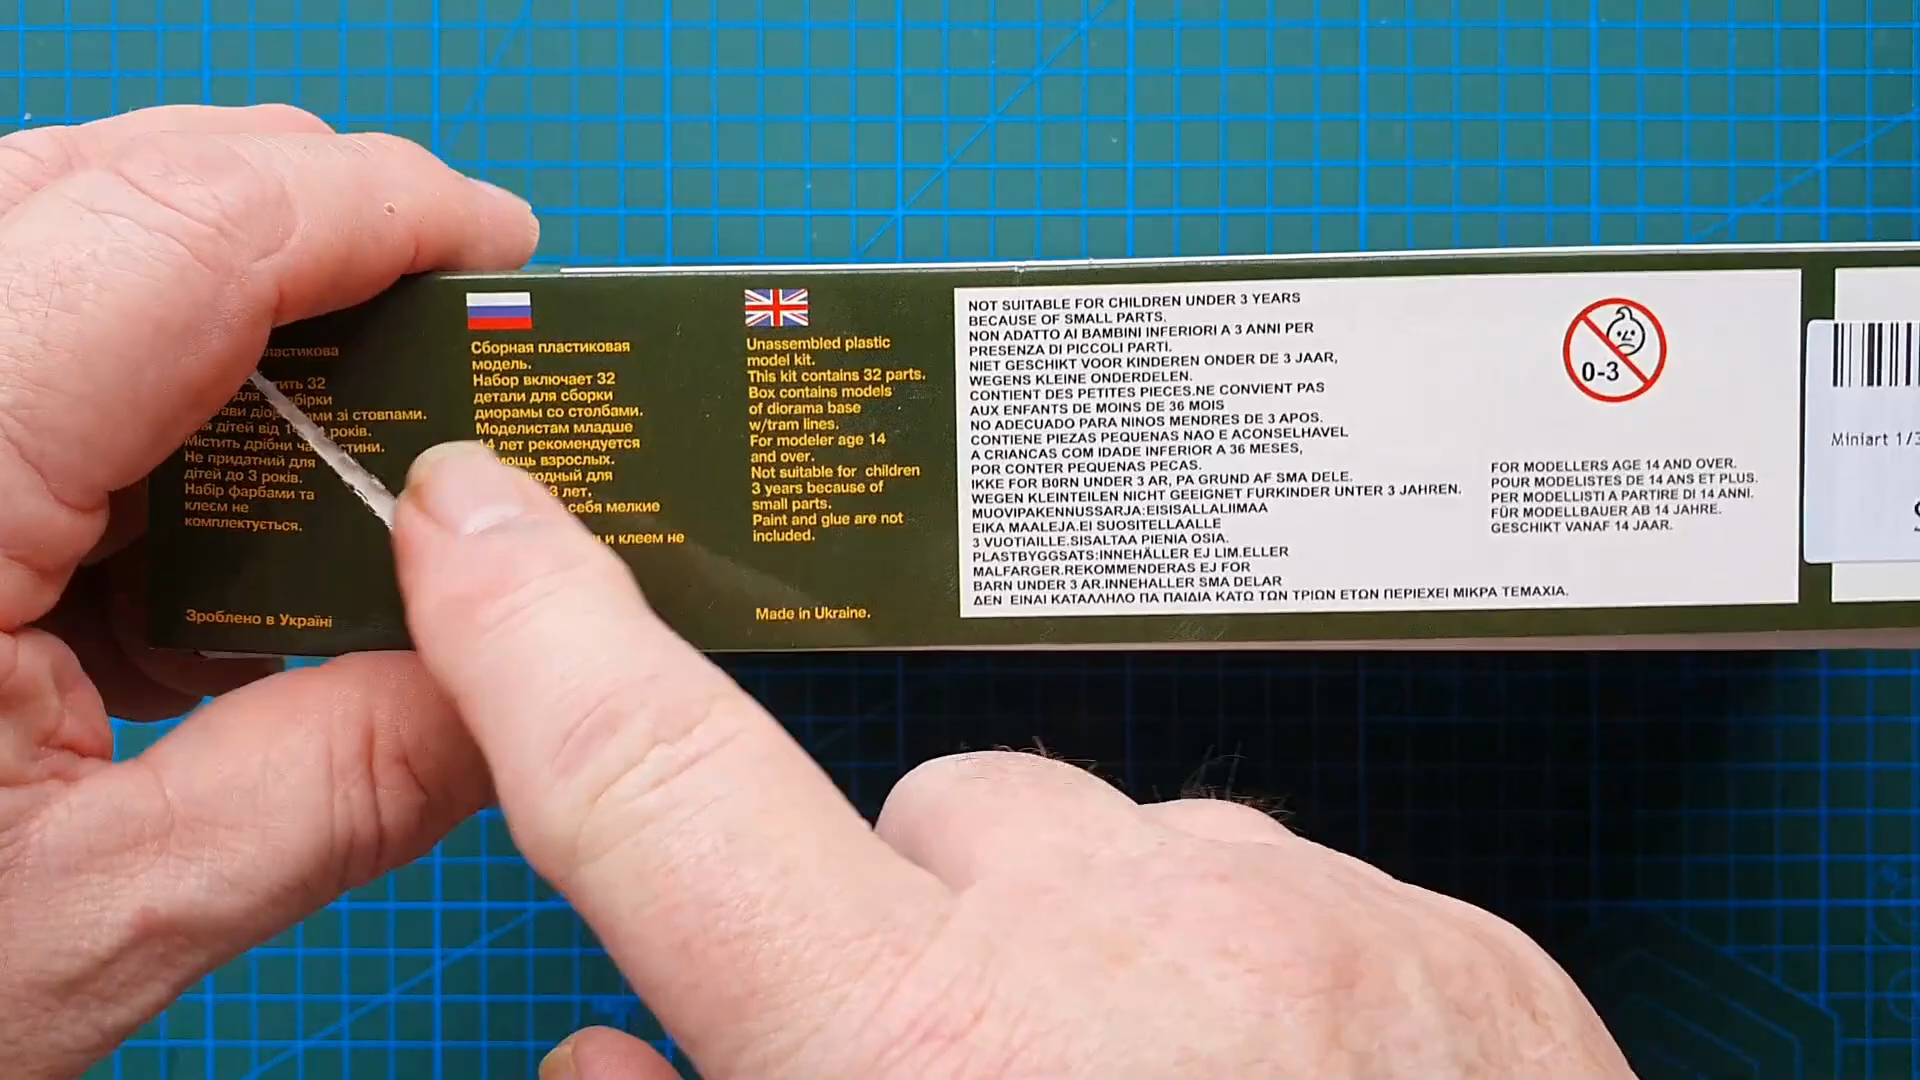 ластикова
тить 32
для збірки
ами зі стовпами.
дітей від років.
Містить дрібни
Не придатний для
дітей до 3 років.
Набір фарбами та
клеєм не
комплектується.
Зроблено в Україні
Сборная пластиковая
модель.
Набор включает 32
детали для сборки
диорамы со столбами.
Моделистам младше
14 лет рекомендуется
мощь взрослых.
годный для
3 лет.
себя мелкие
и клеем не
Unassembled plastic
model kit.
This kit contains 32 parts.
Box contains models
of diorama base
w/tram lines.
For modeler age 14
and over.
Not suitable for children
3 years because of
small parts.
Paint and glue are not
included.
Made in Ukraine.
NOT SUITABLE FOR CHILDREN UNDER 3 YEARS
BECAUSE OF SMALL PARTS.
NON ADATTO AI BAMBINI INFERIORI A 3 ANNI PER
PRESENZA DI PICCOLI PARTI.
NIET GESCHIKT VOOR KINDEREN ONDER DE 3 JAAR,
WEGENS KLEINE ONDERDELEN.
CONTIENT DES PETITES PIECES.NE CONVIENT PAS
AUX ENFANTS DE MOINS DE 36 MOIS
NO ADECUADO PARA NINOS MENDRES DE 3 APOS.
CONTIENE PIEZAS PEQUENAS NAO E ACONSELHAVEL
A CRIANCAS COM IDADE INFERIOR A 36 MESES,
POR CONTER PEQUENAS PECAS.
IKKE FOR B0RN UNDER 3 AR, PA GRUND AF SMA DELE.
WEGEN KLEINTEILEN NICHT GEEIGNET FURKINDER UNTER 3 JAHREN.
MUOVIPAKENNUSSARJA:EISISALLALIIMAA
EIKA MAALEJA.EI SUOSITELLAALLE
3 VUOTIAILLE.SISALTAA PIENIA OSIA.
PLASTBYGGSATS:INNEHÄLLER EJ LIM.ELLER
MALFARGER.REKOMMENDERAS EJ FOR
BARN UNDER 3 AR.INNEHALLER SMA DELAR
ΔΕΝ ΕΙΝΑΙ ΚΑΤΑΛΛΗΛΟ ΠΑ ΠΑΙΔΙΑ ΚΑΤΩ ΤΩΝ ΤΡΙΩΝ ΕΤΩΝ ΠΕΡΙΕΧΕΙ ΜΙΚΡΑ ΤΕΜΑΧΙΑ.
0-3
FOR MODELLERS AGE 14 AND OVER.
POUR MODELISTES DE 14 ANS ET PLUS.
PER MODELLISTI A PARTIRE DI 14 ANNI.
FÜR MODELLBAUER AB 14 JAHRE.
GESCHIKT VANAF 14 JAAR.
Miniart 1/3